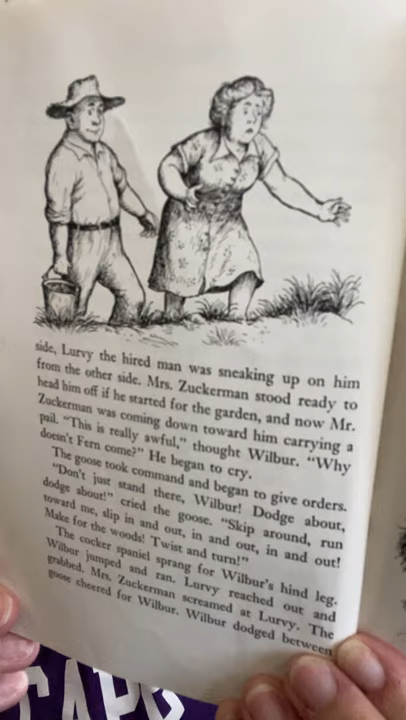 side, Lurvy the hired man was sneaking up on him
from the other side. Mrs. Zuckerman stood ready to
head him off if he started for the garden, and now Mr.
Zuckerman was coming down toward him carrying a
pail. “This is really awful,” thought Wilbur. “Why
doesn’t Fern come?” He began to cry.
The goose took command and began to give orders.
“Don’t just stand there, Wilbur! Dodge about,
dodge about!” cried the goose. “Skip around, run
toward me, slip in and out, in and out, in and out!
Make for the woods! Twist and turn!”
The cocker spaniel sprang for Wilbur’s hind leg.
Wilbur jumped and ran. Lurvy reached out and
grabbed. Mrs. Zuckerman screamed at Lurvy. The
goose cheered for Wilbur. Wilbur dodged between